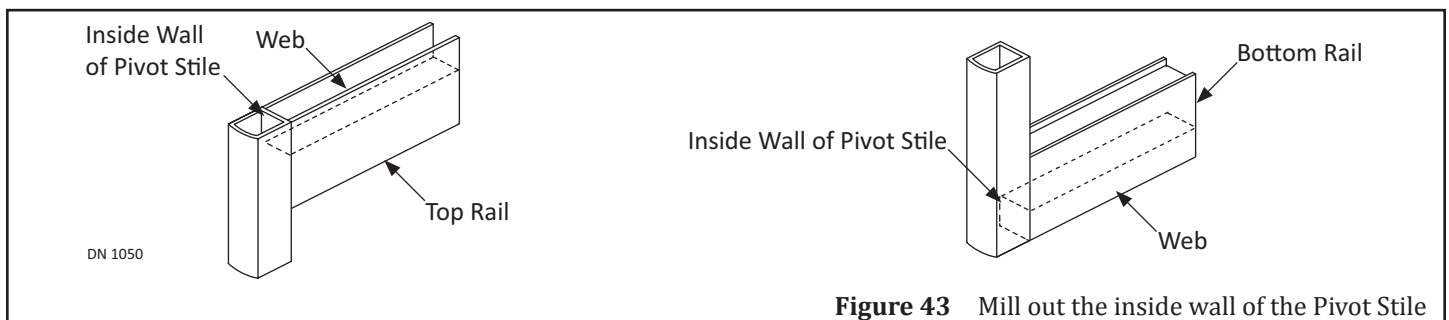 Inside Wall
of Pivot Stile
Web
Top Rail
DN 1050
Inside Wall of Pivot Stile
Bottom Rail
Web
Figure 43 Mill out the inside wall of the Pivot Stile